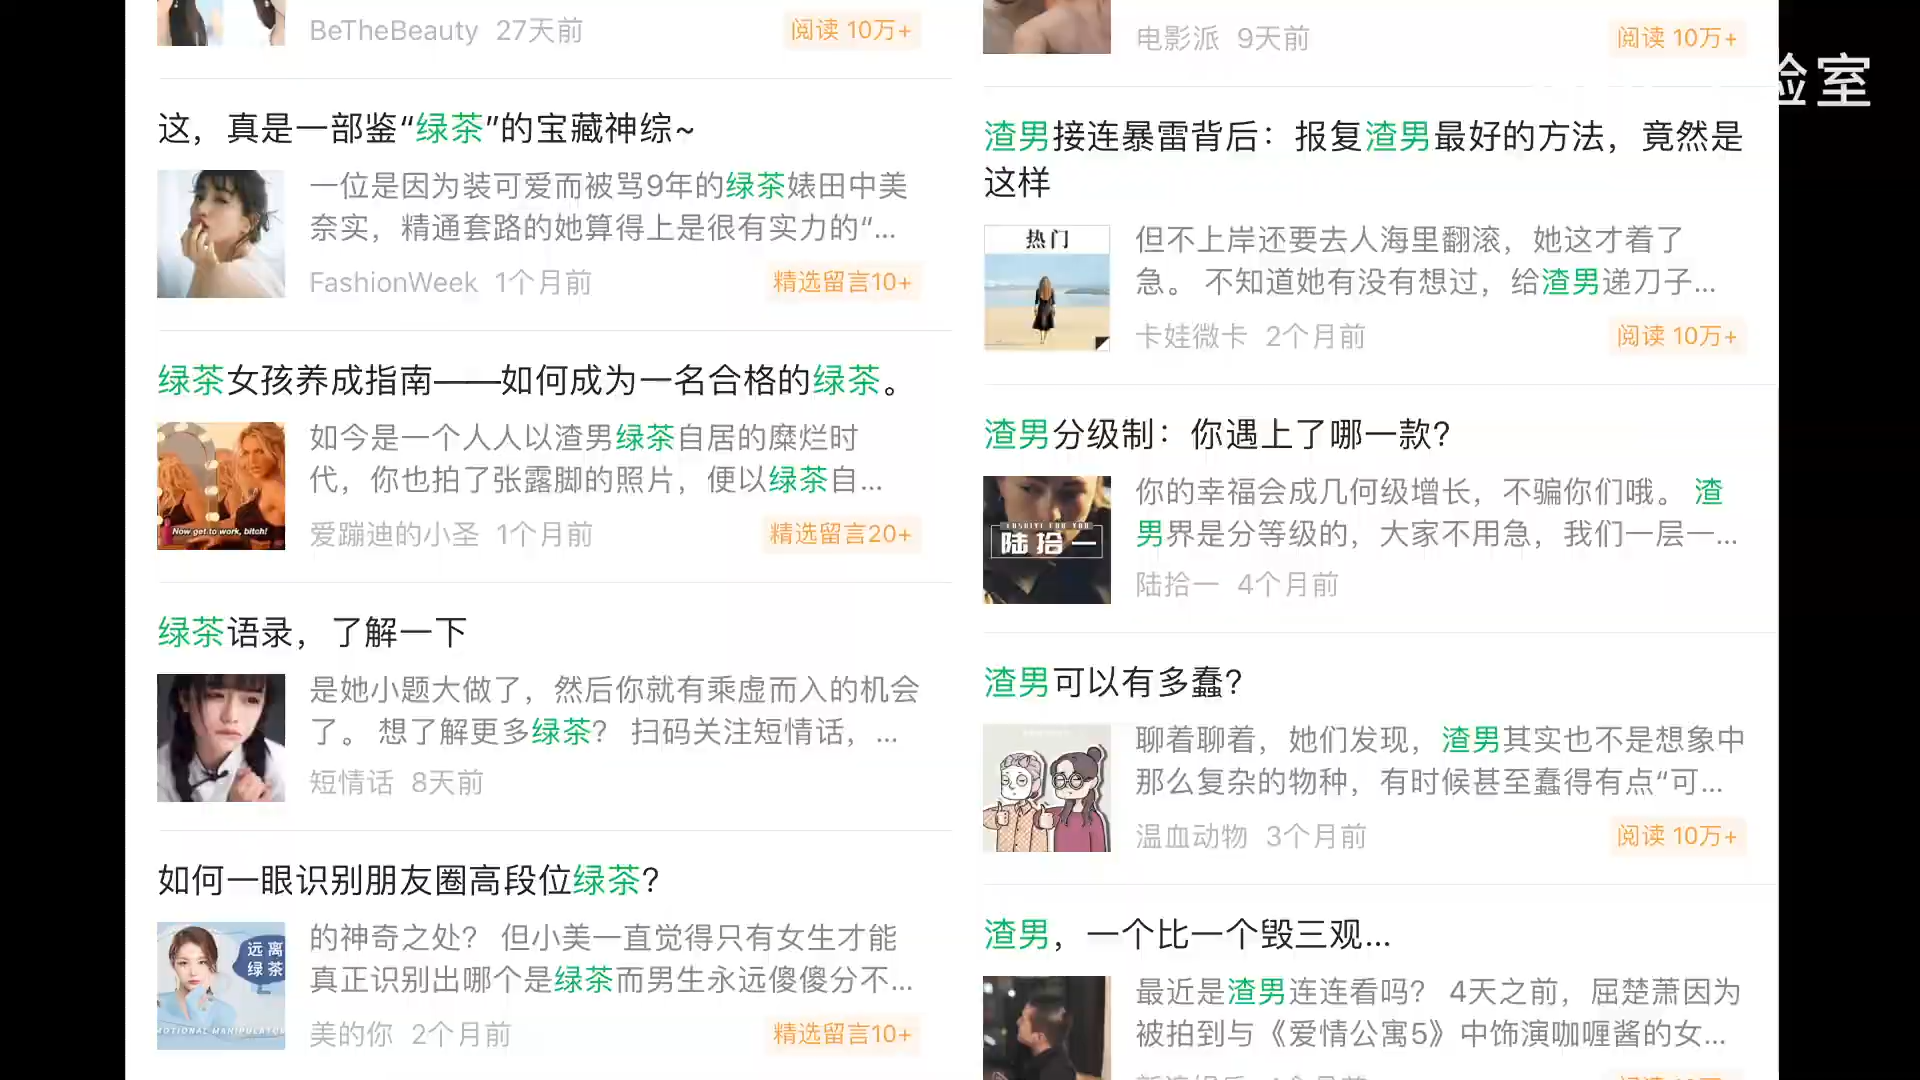 BeTheBeauty 27天前 阅读 10万+
这，真是一部鉴“绿茶”的宝藏神综~
一位是因为装可爱而被骂9年的绿茶婊田中美
奈实，精通套路的她算得上是很有实力的“...
FashionWeek 1个月前 精选留言10+
绿茶女孩养成指南——如何成为一名合格的绿茶。
如今是一个人人以渣男绿茶自居的糜烂时
代，你也拍了张露脚的照片，便以绿茶自...
Now get to work, bitch!
爱蹦迪的小圣 1个月前 精选留言20+
绿茶语录，了解一下
是她小题大做了，然后你就有乘虚而入的机会
了。 想了解更多绿茶？ 扫码关注短情话，...
短情话 8天前
如何一眼识别朋友圈高段位绿茶？
的神奇之处？ 但小美一直觉得只有女生才能
真正识别出哪个是绿茶而男生永远傻傻分不...
远离
绿茶
美的你 2个月前 精选留言10+
电影派 9天前 阅读 10万+
渣男接连暴雷背后：报复渣男最好的方法，竟然是
这样
热门
但不上岸还要去人海里翻滚，她这才着了
急。 不知道她有没有想过，给渣男递刀子...
卡娃微卡 2个月前 阅读 10万+
渣男分级制：你遇上了哪一款？
你的幸福会成几何级增长，不骗你们哦。 渣
男界是分等级的，大家不用急，我们一层一...
陆拾一
陆拾一 4个月前
渣男可以有多蠢？
聊着聊着，她们发现，渣男其实也不是想象中
那么复杂的物种，有时候甚至蠢得有点“可...
温血动物 3个月前 阅读 10万+
渣男，一个比一个毁三观...
最近是渣男连连看吗？ 4天之前，屈楚萧因为
被拍到与《爱情公寓5》中饰演咖喱酱的女...
验室